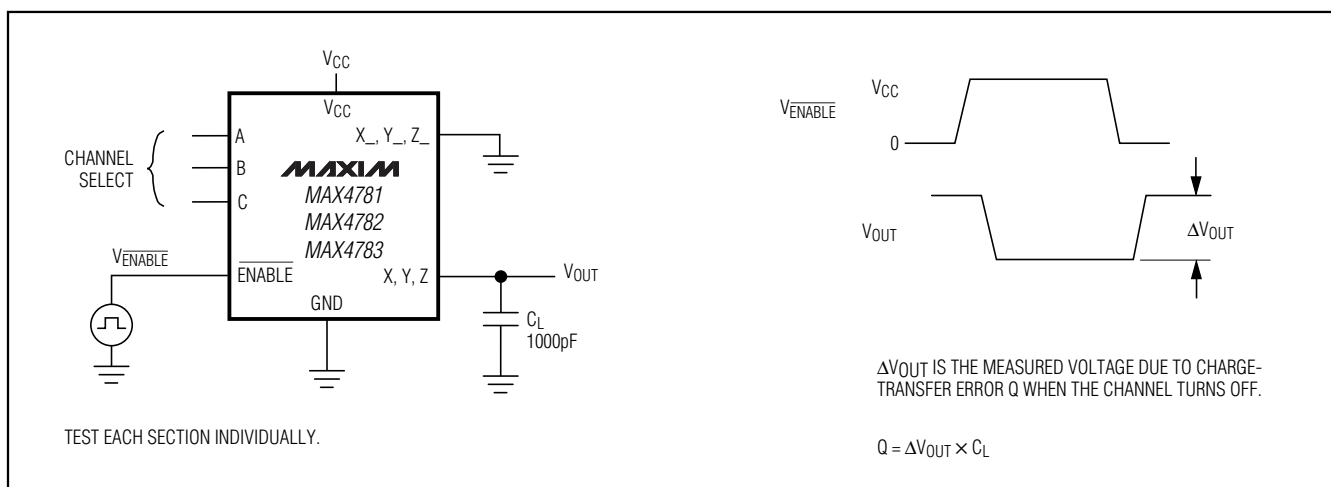 VCC
VCC
CHANNEL
SELECT
A
B
C
X_, Y_, Z_
MAXIM
MAX4781
MAX4782
MAX4783
VENABLE
ENABLE
X, Y, Z
VOUT
GND
CL
1000pF
TEST EACH SECTION INDIVIDUALLY.
VENABLE
VCC
0
VOUT
ΔVOUT
ΔVOUT IS THE MEASURED VOLTAGE DUE TO CHARGE-
TRANSFER ERROR Q WHEN THE CHANNEL TURNS OFF.
Q = ΔVOUT × CL